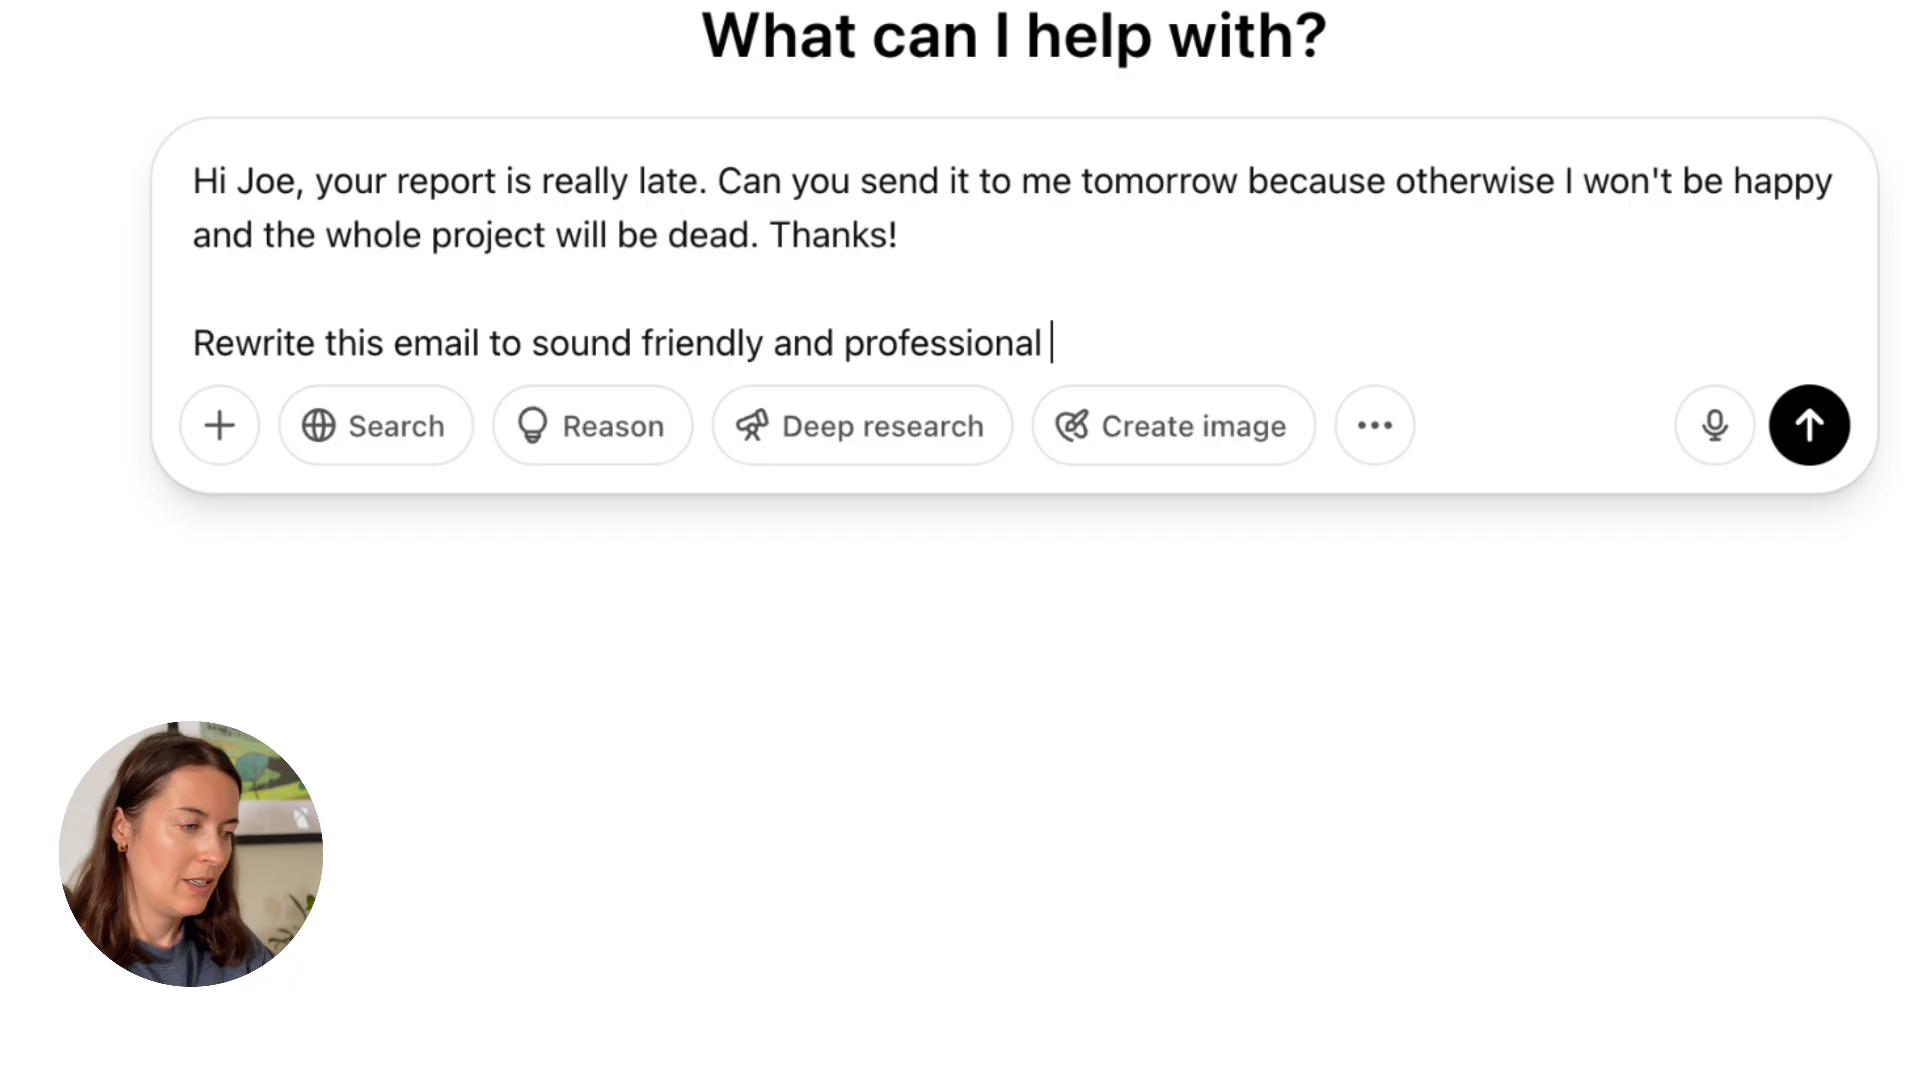 What can I help with?
Hi Joe, your report is really late. Can you send it to me tomorrow because otherwise I won't be happy
and the whole project will be dead. Thanks!
Rewrite this email to sound friendly and professional
Search
Reason
Deep research
Create image